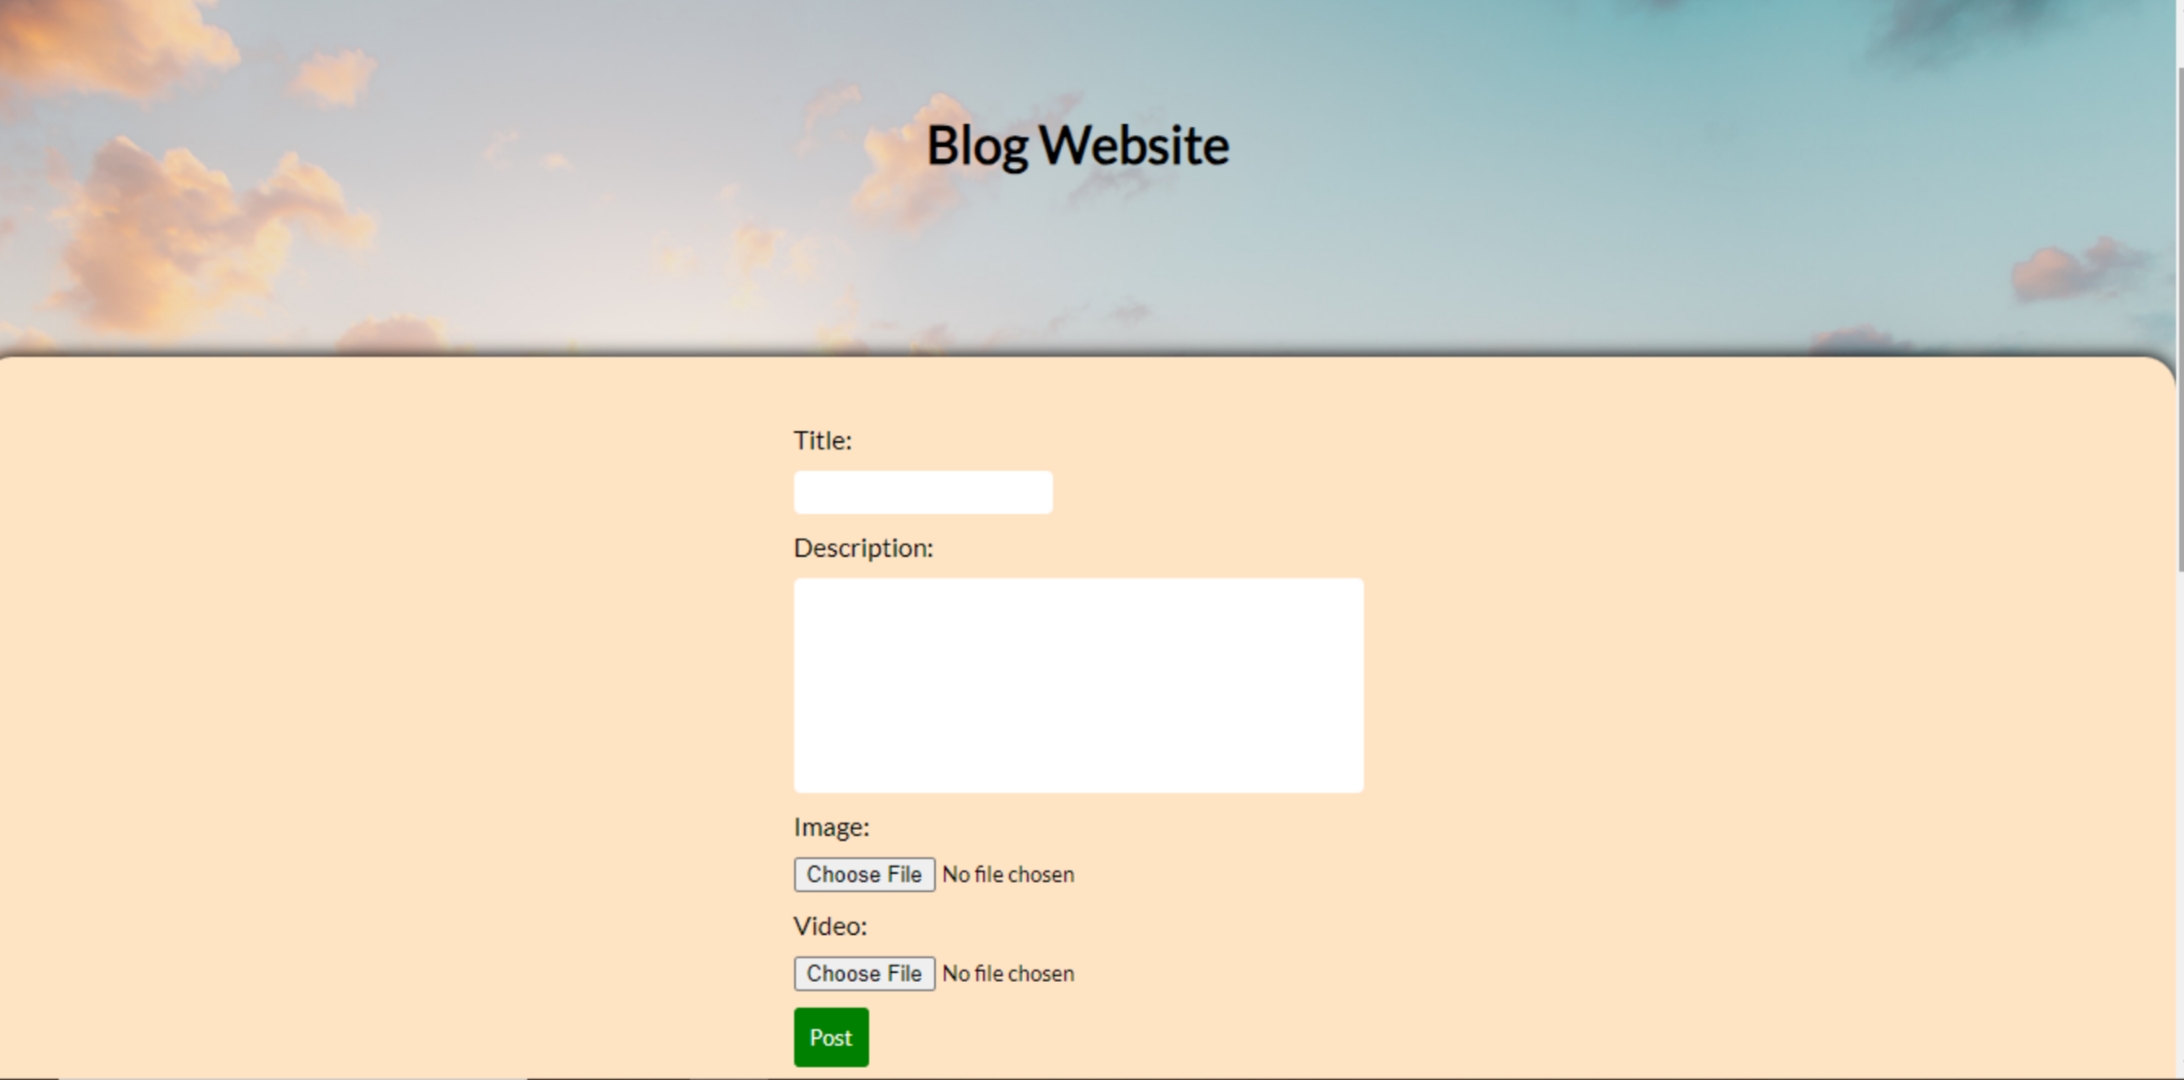 Blog Website
Title:
Description:
Image:
Choose File No file chosen
Video:
Choose File No file chosen
Post